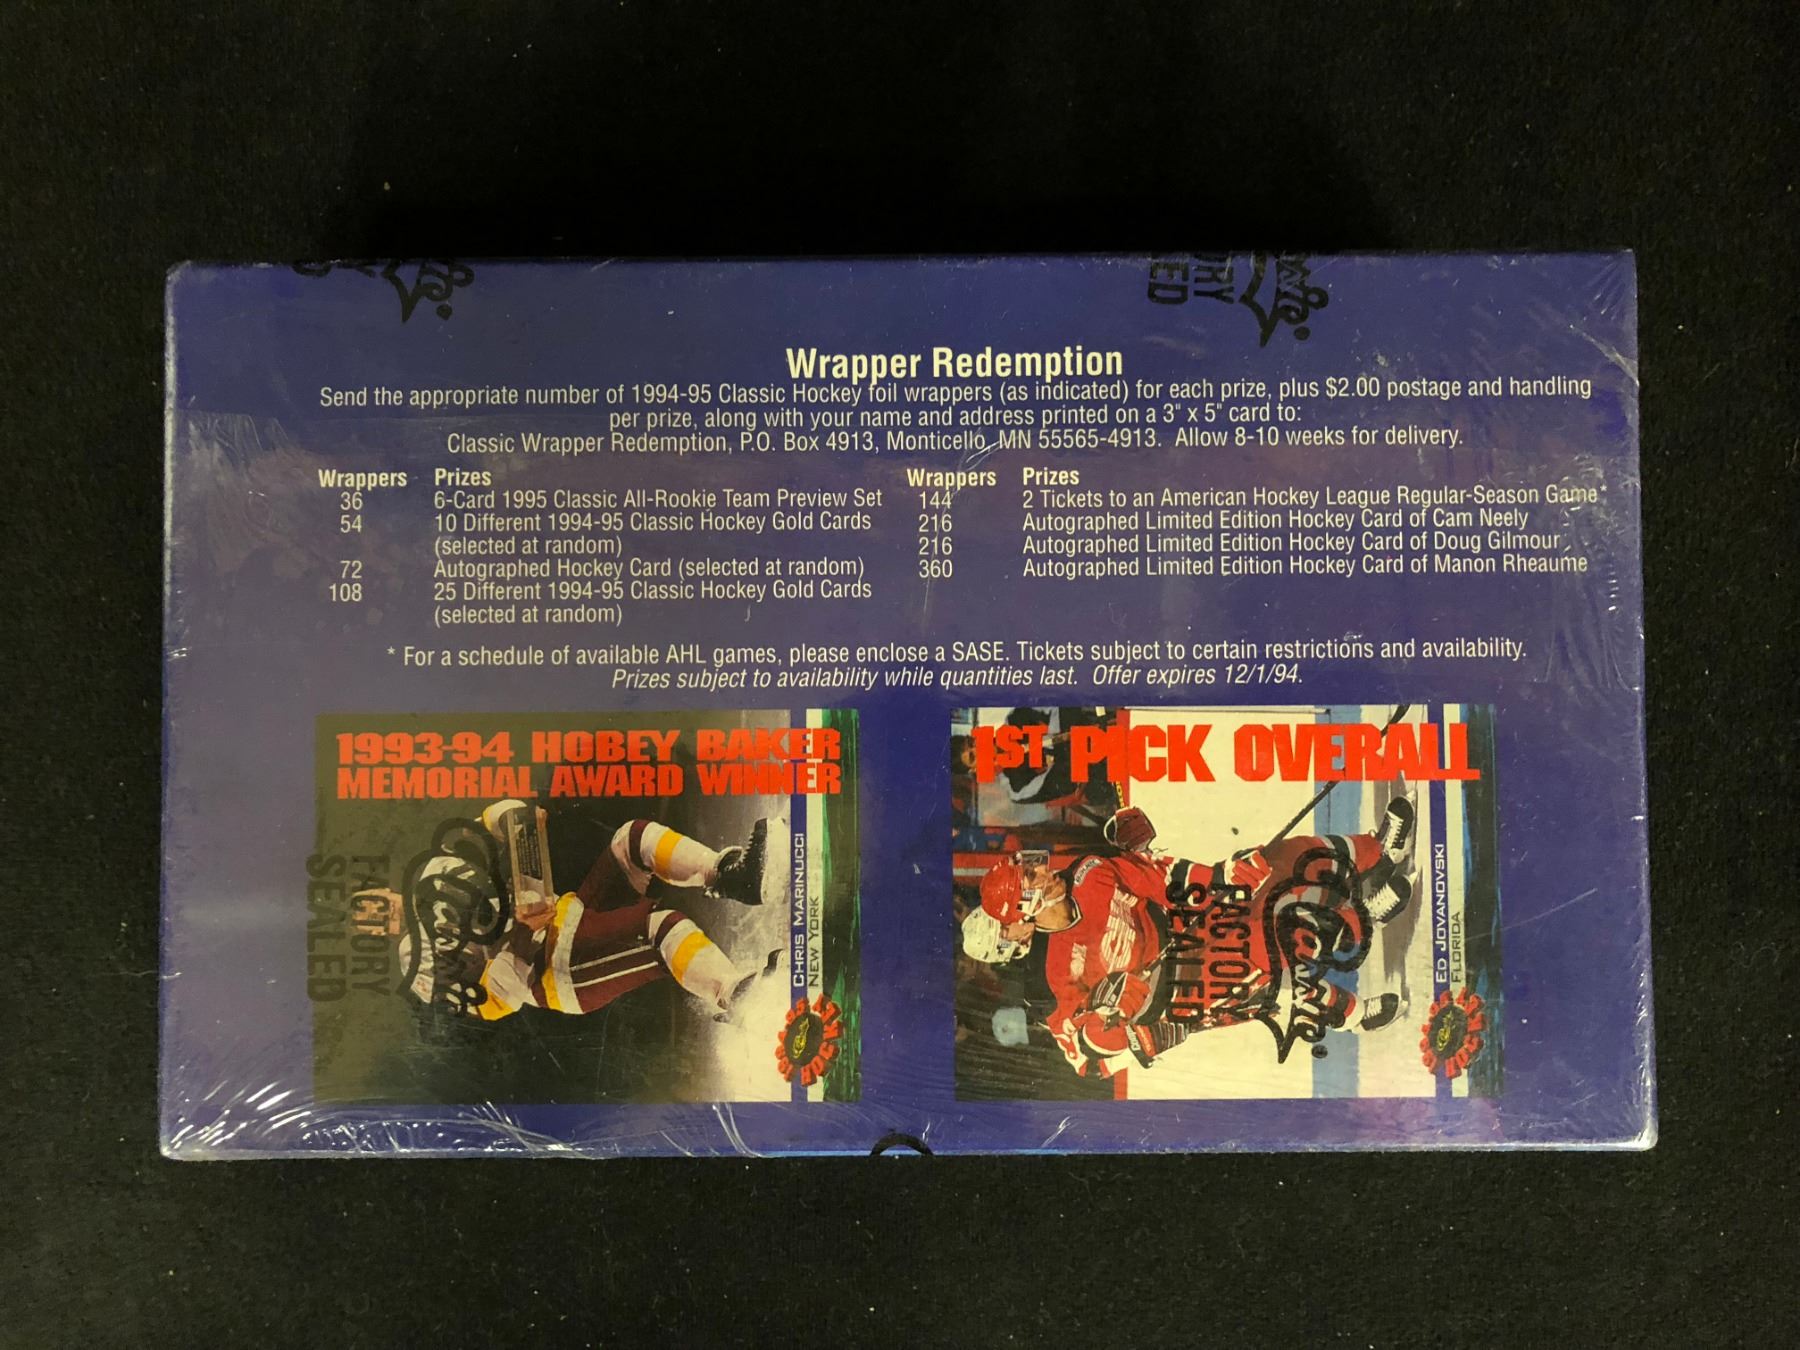 Wrapper Redemption
Send the appropriate number of 1994-95 Classic Hockey foil wrappers (as indicated) for each prize, plus $2.00 postage and handling
per prize, along with your name and address printed on a 3" x 5" card to:
Classic Wrapper Redemption, P.O. Box 4913, Monticello, MN 55565-4913. Allow 8-10 weeks for delivery.
Wrappers Prizes
36 6-Card 1995 Classic All-Rookie Team Preview Set
54 10 Different 1994-95 Classic Hockey Gold Cards
(selected at random)
72 Autographed Hockey Card (selected at random)
108 25 Different 1994-95 Classic Hockey Gold Cards
(selected at random)
Wrappers Prizes
144 2 Tickets to an American Hockey League Regular-Season Game*
216 Autographed Limited Edition Hockey Card of Cam Neely
216 Autographed Limited Edition Hockey Card of Doug Gilmour
360 Autographed Limited Edition Hockey Card of Manon Rheaume
* For a schedule of available AHL games, please enclose a SASE. Tickets subject to certain restrictions and availability.
Prizes subject to availability while quantities last. Offer expires 12/1/94.
1993-94 HOBEY BAKER
MEMORIAL AWARD WINNER
CHRIS MARINUCCI
NEW YORK
HOCKEY
Classic
FACTORY
SEALED
1ST PICK OVERALL
ED JOVANOVSKI
FLORIDA
HOCKEY
Classic
FACTORY
SEALED